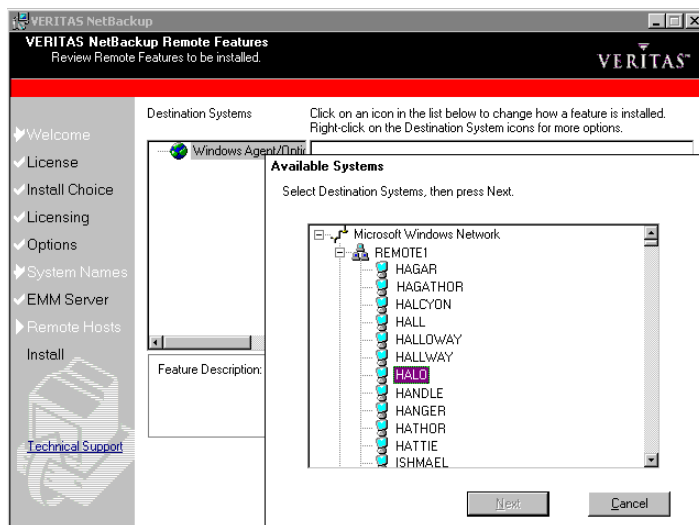 VERITAS NetBackup
VERITAS NetBackup Remote Features
Review Remote Features to be installed.
VERITAS™
Welcome
License
Install Choice
Licensing
Options
System Names
EMM Server
Remote Hosts
Install
Technical Support
Destination Systems
Click on an icon in the list below to change how a feature is installed.
Right-click on the Destination System icons for more options.
Windows Agent/Optic
Feature Description:
Available Systems
Select Destination Systems, then press Next.
Microsoft Windows Network
REMOTE1
HAGAR
HAGATHOR
HALCYON
HALL
HALLOWAY
HALLWAY
HALO
HANDLE
HANGER
HATHOR
HATTIE
ISHMAEL
Next
Cancel